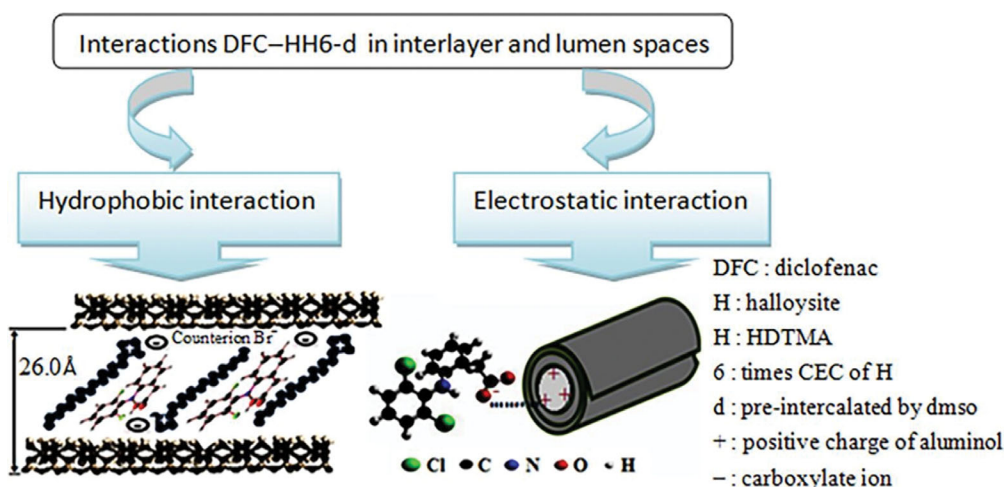 Interactions DFC–HH6-d in interlayer and lumen spaces
Hydrophobic interaction
Electrostatic interaction
Counterion Br⁻
26.0Å
DFC : diclofenac
H : halloysite
H : HDTMA
6 : times CEC of H
d : pre-intercalated by dmso
+ : positive charge of aluminol
– : carboxylate ion
Cl C N O H